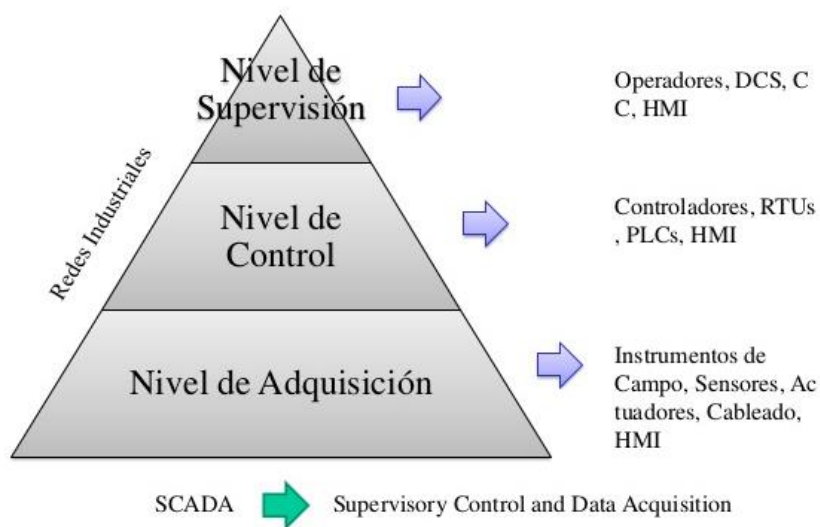 Nivel de
Supervisión
Operadores, DCS, C
C, HMI
Redes Industriales
Nivel de
Control
Controladores, RTUs
, PLCs, HMI
Nivel de Adquisición
Instrumentos de
Campo, Sensores, Ac
tuadores, Cableado,
HMI
SCADA
Supervisory Control and Data Acquisition